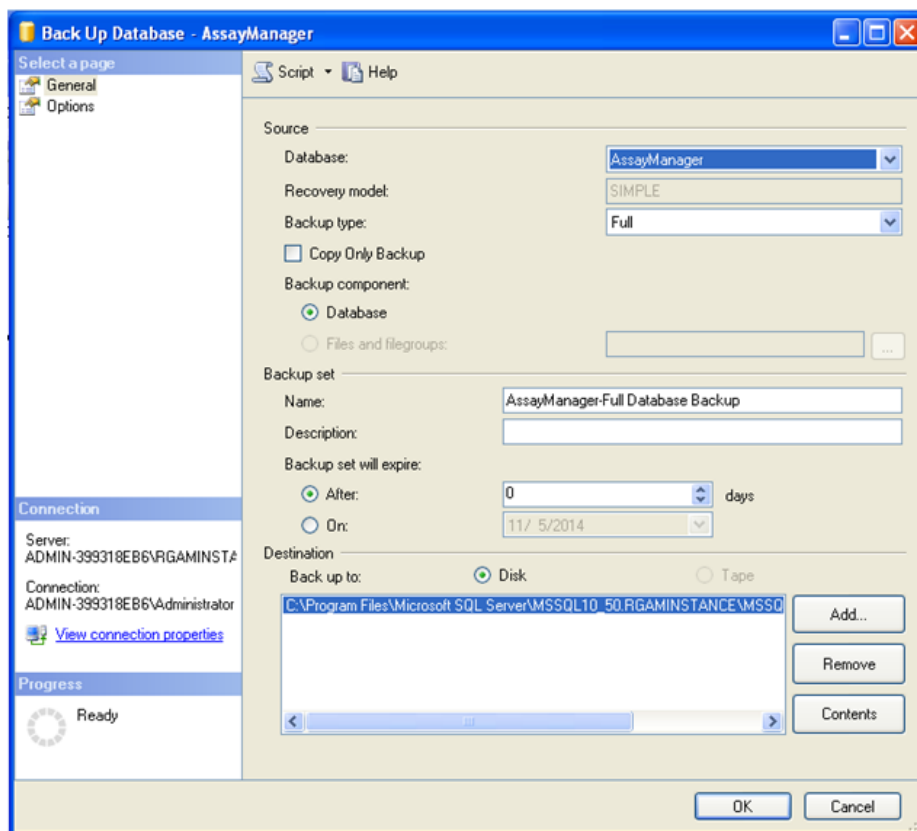 Back Up Database - AssayManager
Select a page
General
Options
Script Help
Source
Database: AssayManager
Recovery model: SIMPLE
Backup type: Full
Copy Only Backup
Backup component:
Database
Files and filegroups: ...
Backup set
Name: AssayManager-Full Database Backup
Description:
Backup set will expire:
After: 0 days
On: 11/ 5/2014
Destination
Back up to: Disk Tape
C:\Program Files\Microsoft SQL Server\MSSQL10_50.RGAMINSTANCE\MSSQ
Add...
Remove
Contents
Connection
Server:
ADMIN-399318EB6\RGAMINSTA
Connection:
ADMIN-399318EB6\Administrator
View connection properties
Progress
Ready
OK Cancel